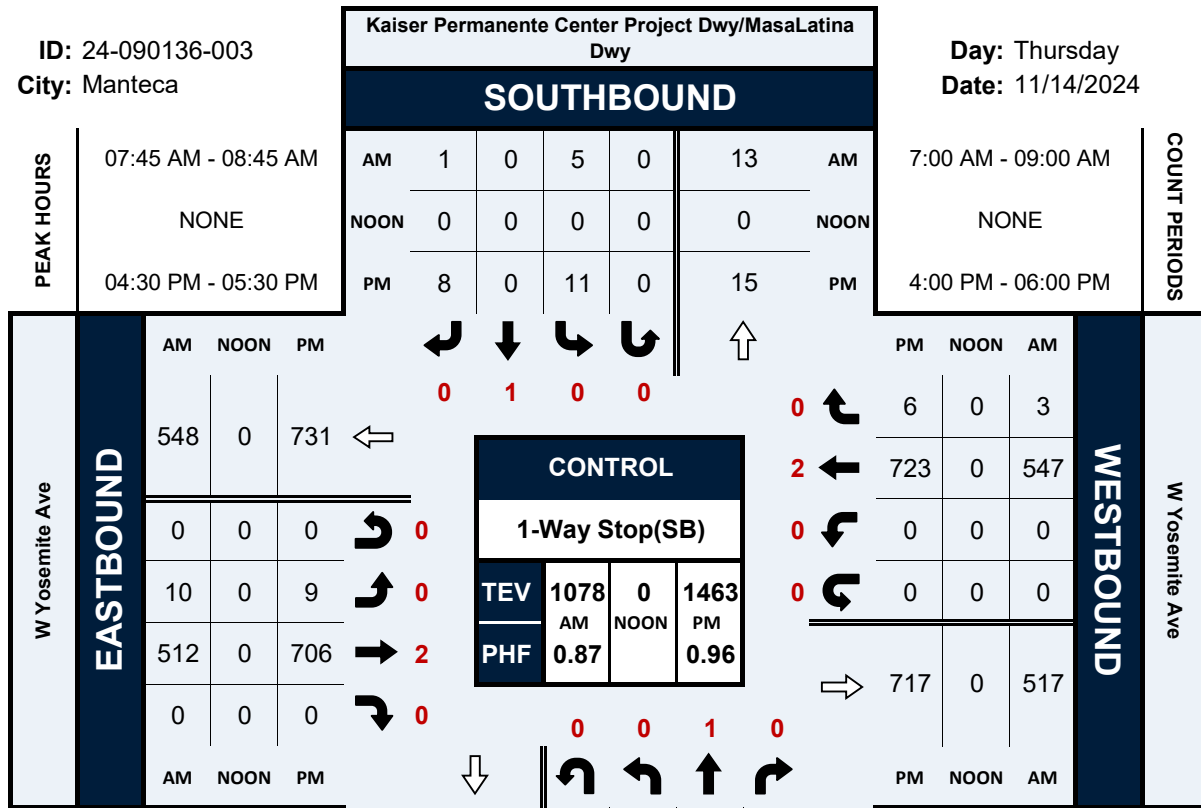 ID: 24-090136-003
City: Manteca
Kaiser Permanente Center Project Dwy/MasaLatina
Dwy
SOUTHBOUND
Day: Thursday
Date: 11/14/2024
PEAK HOURS
07:45 AM - 08:45 AM
NONE
04:30 PM - 05:30 PM
AM 1 0 5 0 13 AM
NOON 0 0 0 0 0 NOON
PM 8 0 11 0 15 PM
7:00 AM - 09:00 AM
NONE
4:00 PM - 06:00 PM
COUNT PERIODS
0 1 0 0
W Yosemite Ave
EASTBOUND
AM NOON PM
548 0 731
0 0 0 0
10 0 9 0
512 0 706 2
0 0 0 0
AM NOON PM
CONTROL
1-Way Stop(SB)
TEV 1078 0 1463
AM NOON PM
PHF 0.87 0.96
PM NOON AM
0 6 0 3
2 723 0 547
0 0 0 0
0 0 0 0
717 0 517
PM NOON AM
WESTBOUND
W Yosemite Ave
0 0 1 0